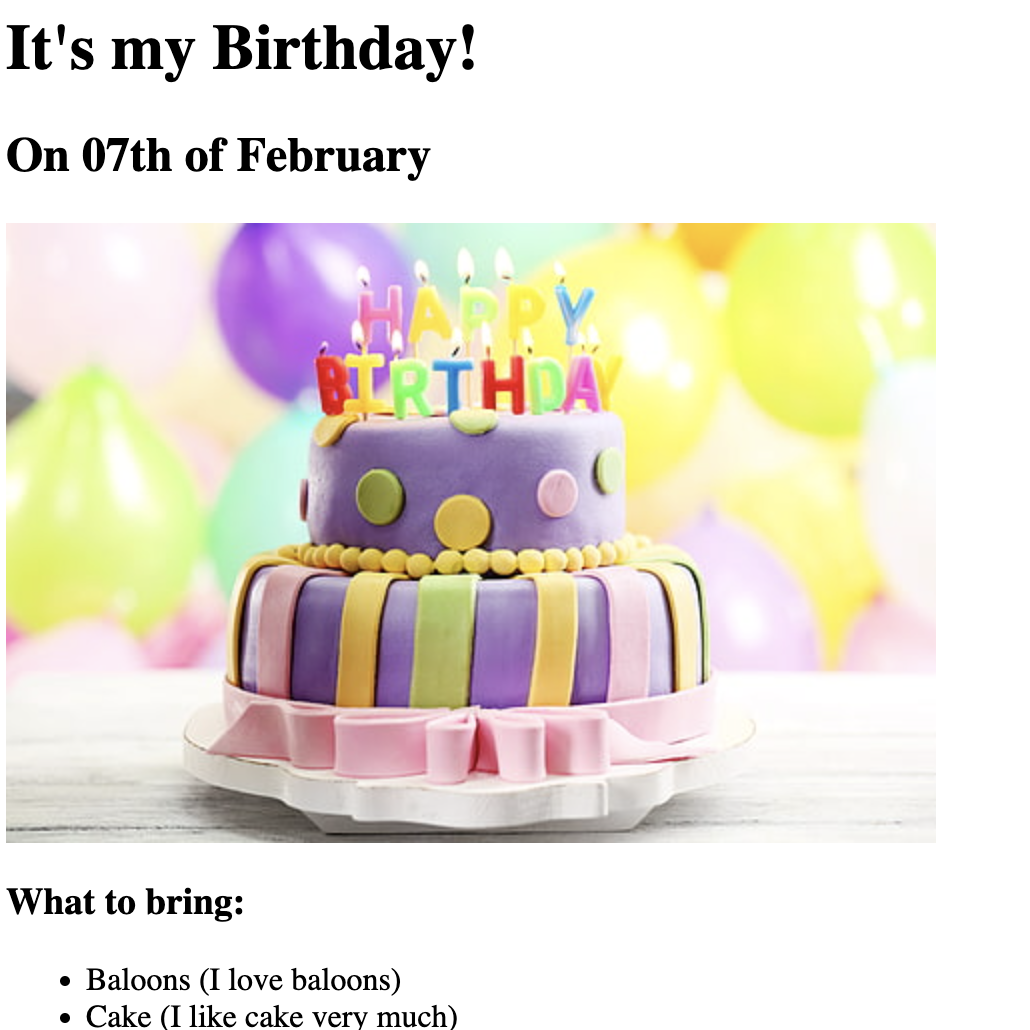 It's my Birthday!
On 07th of February
HAPPY
BIRTHDAY
What to bring:
• Baloons (I love baloons)
• Cake (I like cake very much)